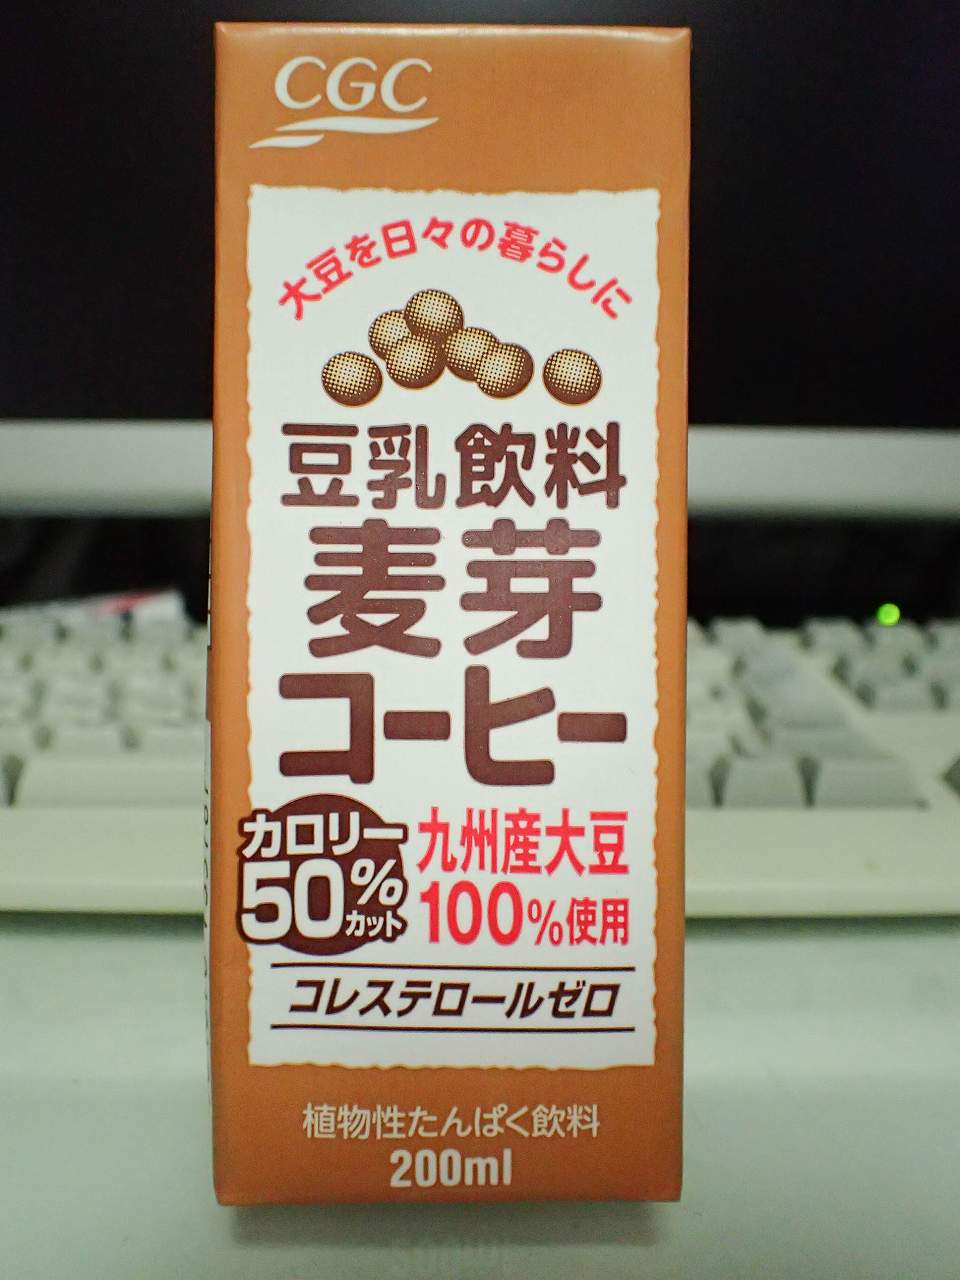 CGC
大豆を日々の暮らしに
豆乳飲料
麦芽
コーヒー
カロリー
50%
カット
九州産大豆
100%使用
コレステロールゼロ
植物性たんぱく飲料
200ml